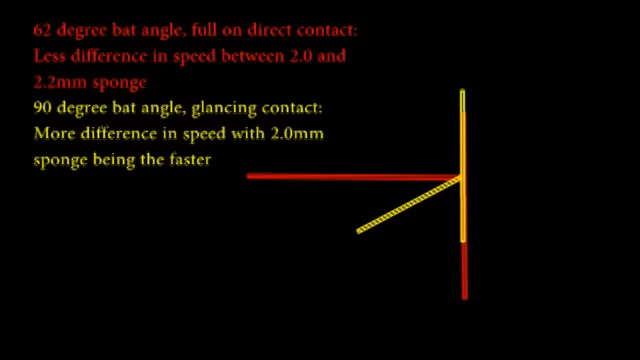 62 degree bat angle, full on direct contact:
Less difference in speed between 2.0 and
2.2mm sponge
90 degree bat angle, glancing contact:
More difference in speed with 2.0mm
sponge being the faster